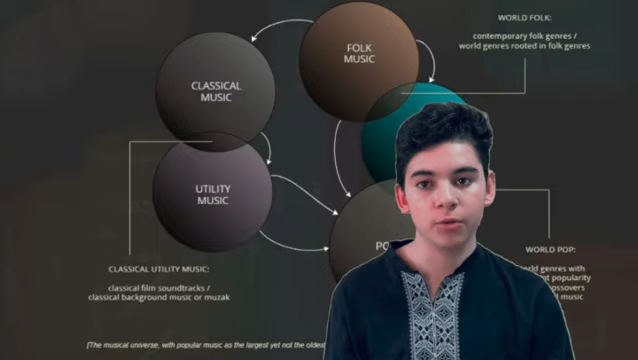 WORLD FOLK:
contemporary folk genres /
world genres rooted in folk genres
FOLK
MUSIC
CLASSICAL
MUSIC
UTILITY
MUSIC
WORLD POP:
genres with
popularity
music
CLASSICAL UTILITY MUSIC:
classical film soundtracks /
classical background music or muzak
[The musical universe, with popular music as the largest yet not the oldest